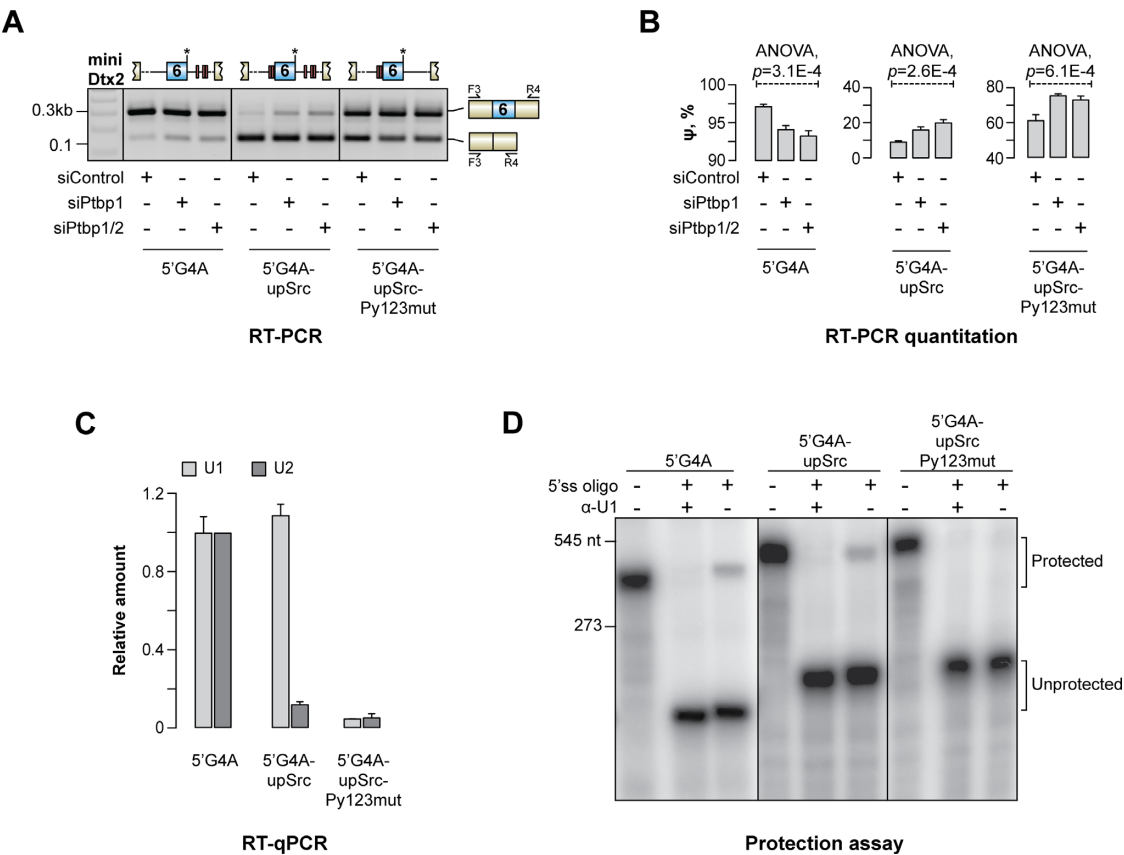 A
mini
Dtx2
*
*
*
6
6
6
0.3kb
0.1
F3
R4
6
F3
R4
siControl + - - + - - + - -
siPtbp1 - + - - + - - + -
siPtbp1/2 - - + - - + - - +
5'G4A
5'G4A-
upSrc
5'G4A-
upSrc-
Py123mut
RT-PCR
B
ANOVA,
p=3.1E-4
ANOVA,
p=2.6E-4
ANOVA,
p=6.1E-4
ψ, %
100
95
90
40
20
0
80
60
40
siControl + - - + - - + - -
siPtbp1 - + - - + - - + -
siPtbp1/2 - - + - - + - - +
5'G4A
5'G4A-
upSrc
5'G4A-
upSrc-
Py123mut
RT-PCR quantitation
C
U1 U2
Relative amount
1.2
0.8
0.4
0
5'G4A
5'G4A-
upSrc
5'G4A-
upSrc-
Py123mut
RT-qPCR
D
5'G4A
5'G4A-
upSrc
5'G4A-
upSrc
Py123mut
5'ss oligo - + + - + + - + +
α-U1 - + - - + - - + -
545 nt
273
Protected
Unprotected
Protection assay